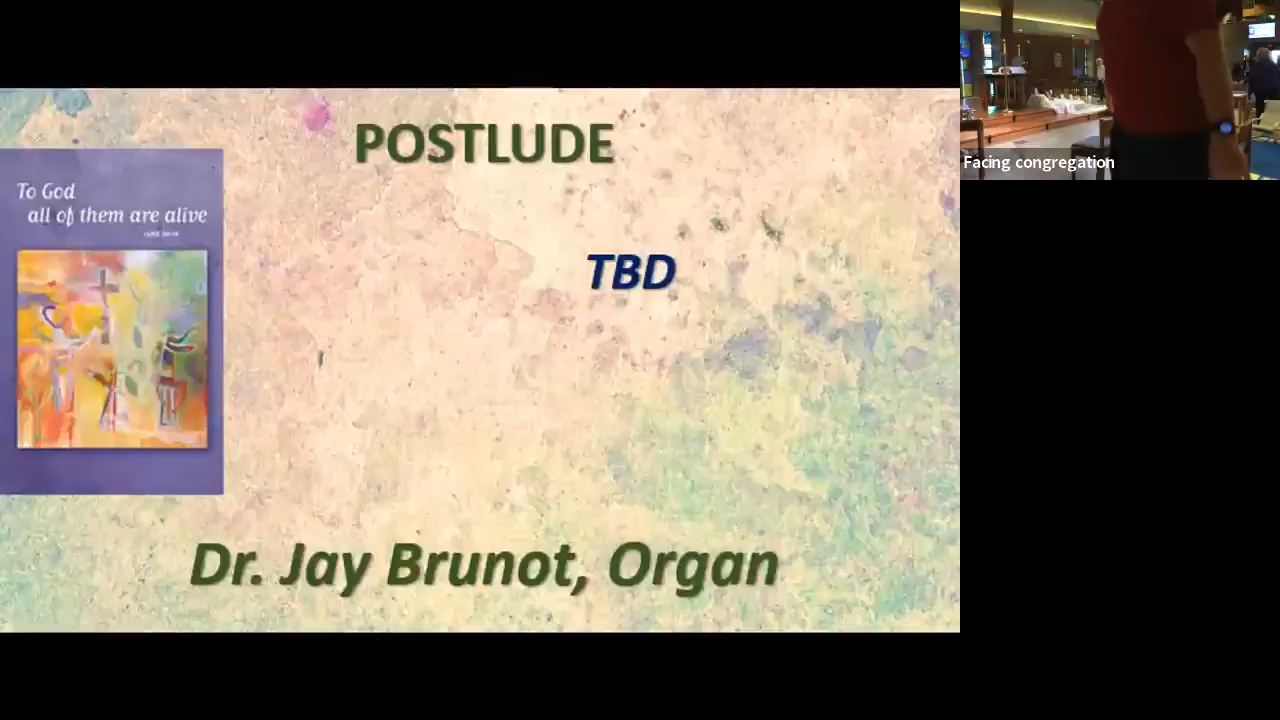 POSTLUDE
To God
all of them are alive
TBD
Dr. Jay Brunot, Organ
Facing congregation